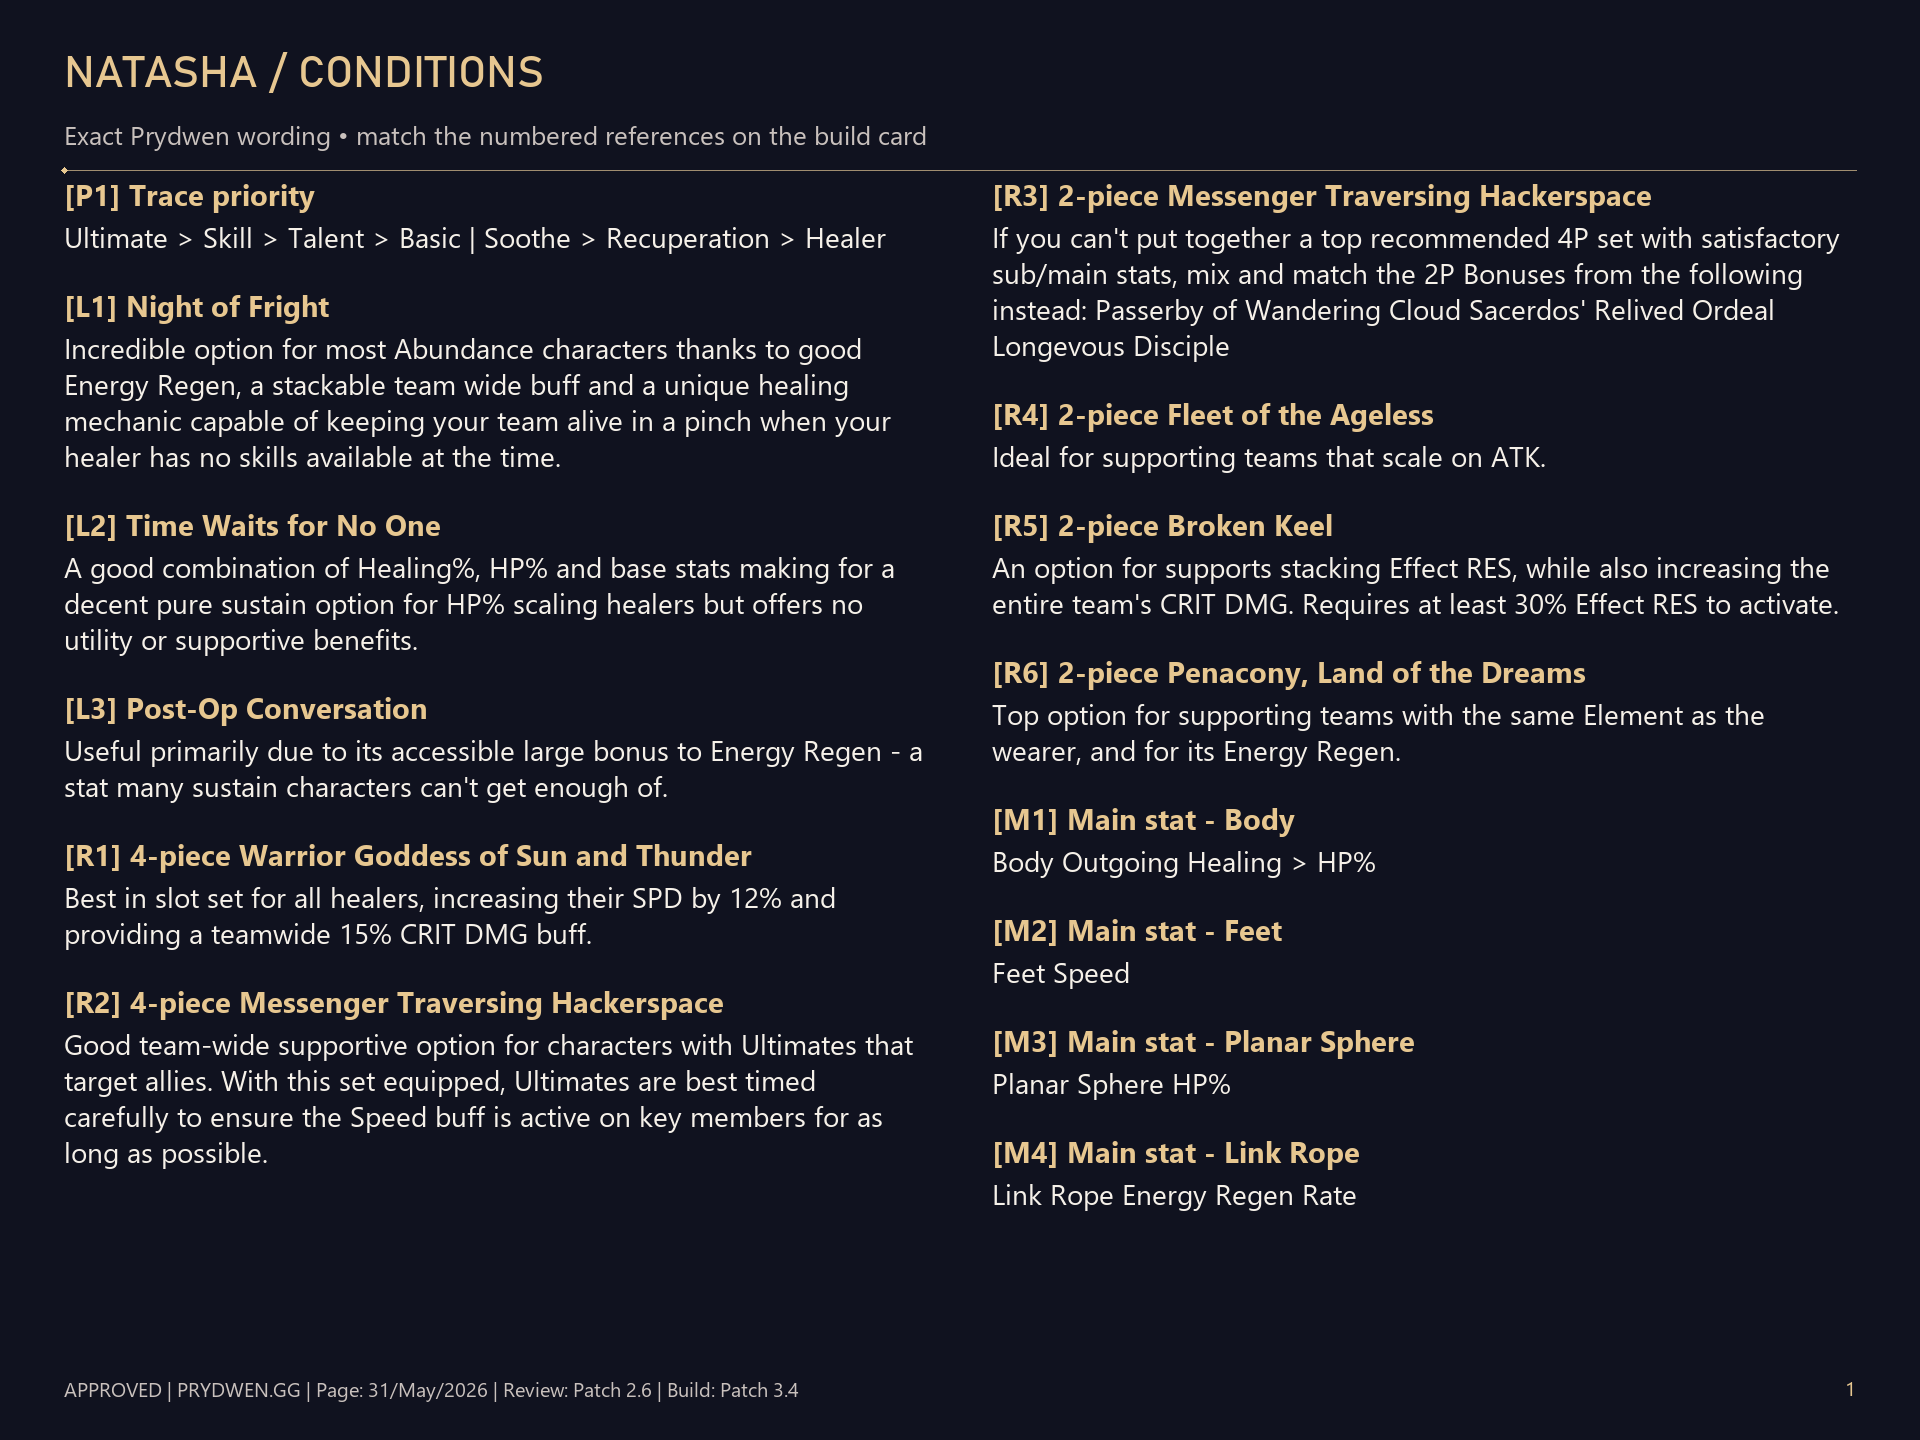 NATASHA / CONDITIONS
Exact Prydwen wording • match the numbered references on the build card
[P1] Trace priority
Ultimate > Skill > Talent > Basic | Soothe > Recuperation > Healer
[L1] Night of Fright
Incredible option for most Abundance characters thanks to good
Energy Regen, a stackable team wide buff and a unique healing
mechanic capable of keeping your team alive in a pinch when your
healer has no skills available at the time.
[L2] Time Waits for No One
A good combination of Healing%, HP% and base stats making for a
decent pure sustain option for HP% scaling healers but offers no
utility or supportive benefits.
[L3] Post-Op Conversation
Useful primarily due to its accessible large bonus to Energy Regen - a
stat many sustain characters can't get enough of.
[R1] 4-piece Warrior Goddess of Sun and Thunder
Best in slot set for all healers, increasing their SPD by 12% and
providing a teamwide 15% CRIT DMG buff.
[R2] 4-piece Messenger Traversing Hackerspace
Good team-wide supportive option for characters with Ultimates that
target allies. With this set equipped, Ultimates are best timed
carefully to ensure the Speed buff is active on key members for as
long as possible.
[R3] 2-piece Messenger Traversing Hackerspace
If you can't put together a top recommended 4P set with satisfactory
sub/main stats, mix and match the 2P Bonuses from the following
instead: Passerby of Wandering Cloud Sacerdos' Relived Ordeal
Longevous Disciple
[R4] 2-piece Fleet of the Ageless
Ideal for supporting teams that scale on ATK.
[R5] 2-piece Broken Keel
An option for supports stacking Effect RES, while also increasing the
entire team's CRIT DMG. Requires at least 30% Effect RES to activate.
[R6] 2-piece Penacony, Land of the Dreams
Top option for supporting teams with the same Element as the
wearer, and for its Energy Regen.
[M1] Main stat - Body
Body Outgoing Healing > HP%
[M2] Main stat - Feet
Feet Speed
[M3] Main stat - Planar Sphere
Planar Sphere HP%
[M4] Main stat - Link Rope
Link Rope Energy Regen Rate
APPROVED | PRYDWEN.GG | Page: 31/May/2026 | Review: Patch 2.6 | Build: Patch 3.4
1